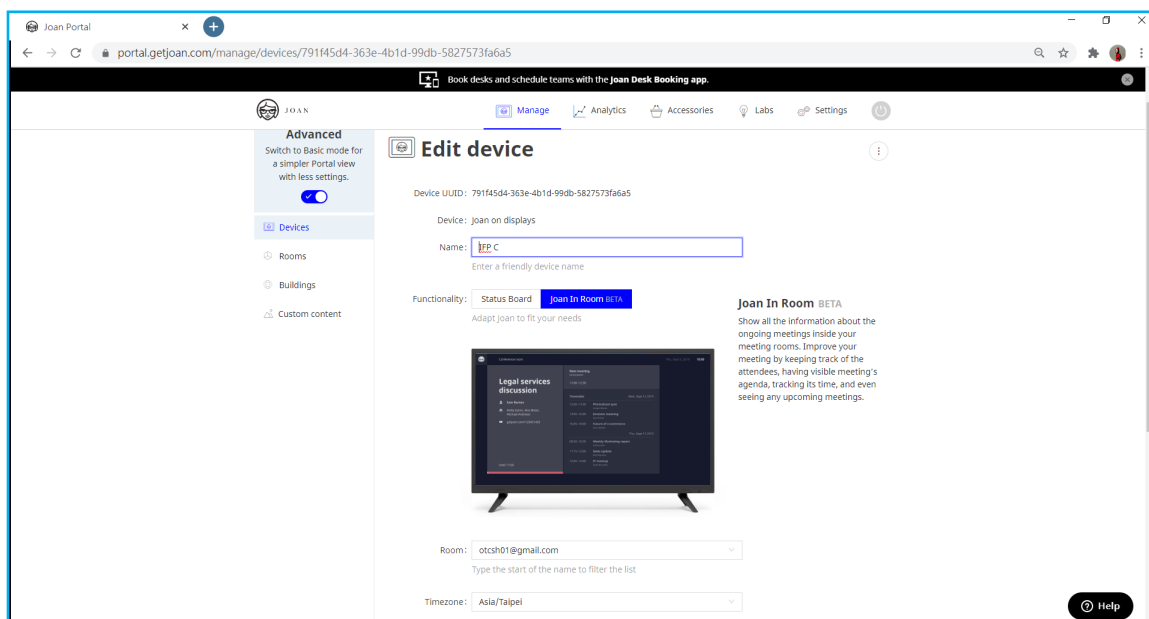 Joan Portal
portal.getjoan.com/manage/devices/791f45d4-363e-4b1d-99db-5827573fa6a5
Book desks and schedule teams with the Joan Desk Booking app.
JOAN
Manage
Analytics
Accessories
Labs
Settings
Advanced
Switch to Basic mode for
a simpler Portal view
with less settings.
Devices
Rooms
Buildings
Custom content
Edit device
Device UUID: 791f45d4-363e-4b1d-99db-5827573fa6a5
Device: Joan on displays
Name: IFP C
Enter a friendly device name
Functionality: Status Board Joan In Room BETA
Adapt Joan to fit your needs
Legal services
discussion
Joan In Room BETA
Show all the information about the
ongoing meetings inside your
meeting rooms. Improve your
meeting by keeping track of the
attendees, having visible meeting's
agenda, tracking its time, and even
seeing any upcoming meetings.
Room: otcsh01@gmail.com
Type the start of the name to filter the list
Timezone: Asia/Taipei
Help